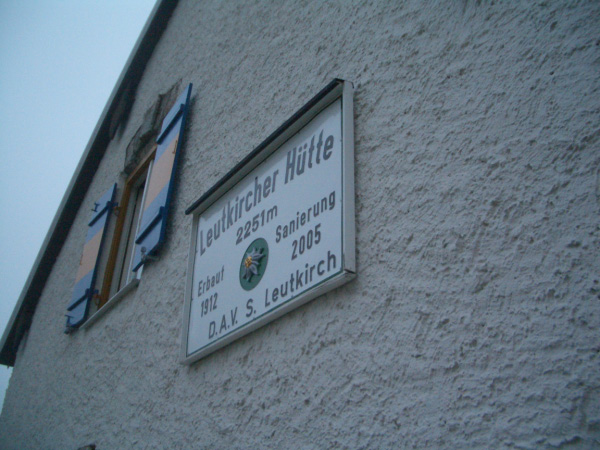 Leutkircher Hütte
2251m
Erbaut Sanierung
1912 2005
D.A.V. S. Leutkirch